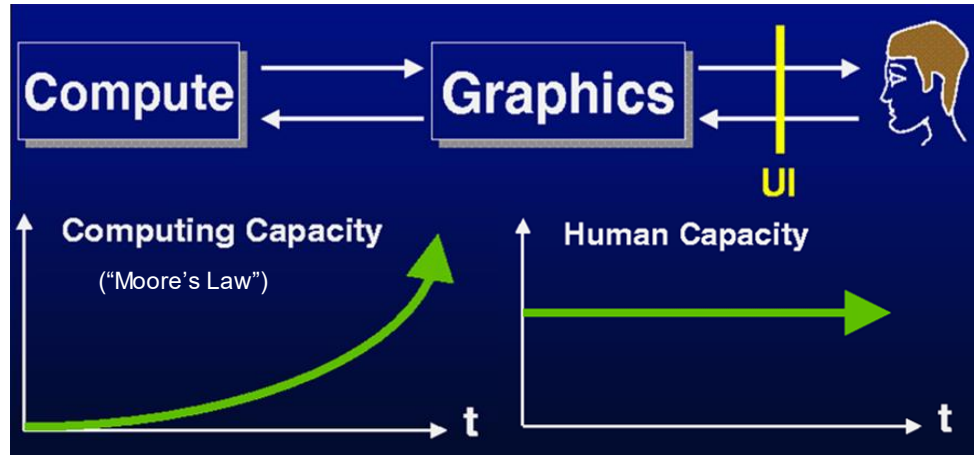 Compute
Graphics
UI
Computing Capacity
(“Moore’s Law”)
t
Human Capacity
t